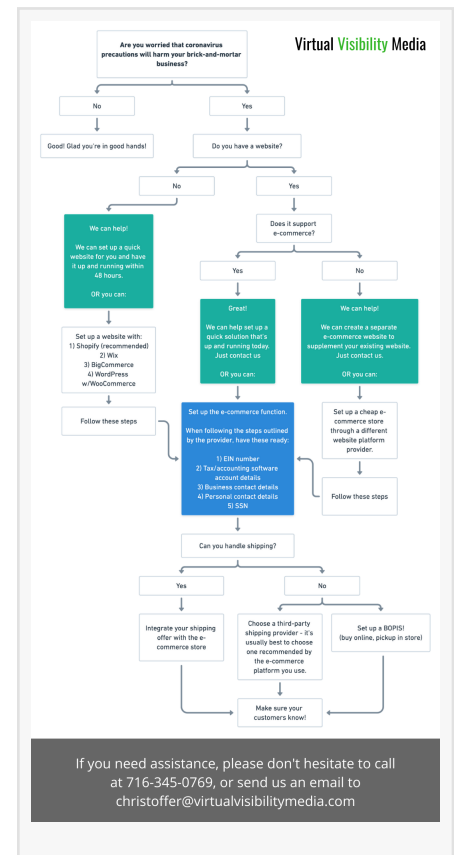 Virtual Visibility Media
Are you worried that coronavirus
precautions will harm your brick-and-mortar
business?
No
Yes
Good! Glad you're in good hands!
Do you have a website?
No
Yes
We can help!
We can set up a quick
website for you and have
it up and running within
48 hours.
OR you can:
Does it support
e-commerce?
Yes
No
Great!
We can help set up a
quick solution that's
up and running today.
Just contact us
OR you can:
We can help!
We can create a separate
e-commerce website to
supplement your existing website.
Just contact us.
OR you can:
Set up a website with:
1) Shopify (recommended)
2) Wix
3) BigCommerce
4) WordPress
w/WooCommerce
Follow these steps
Set up the e-commerce function.
When following the steps outlined
by the provider, have these ready:
1) EIN number
2) Tax/accounting software
account details
3) Business contact details
4) Personal contact details
5) SSN
Set up a cheap e-
commerce store
through a different
website platform
provider.
Follow these steps
Can you handle shipping?
Yes
No
Integrate your shipping
offer with the e-
commerce store
Choose a third-party
shipping provider - it's
usually best to choose
one recommended by
the e-commerce
platform you use.
Set up a BOPIS!
(buy online, pickup in store)
Make sure your
customers know!
If you need assistance, please don't hesitate to call
at 716-345-0769, or send us an email to
christoffer@virtualvisibilitymedia.com